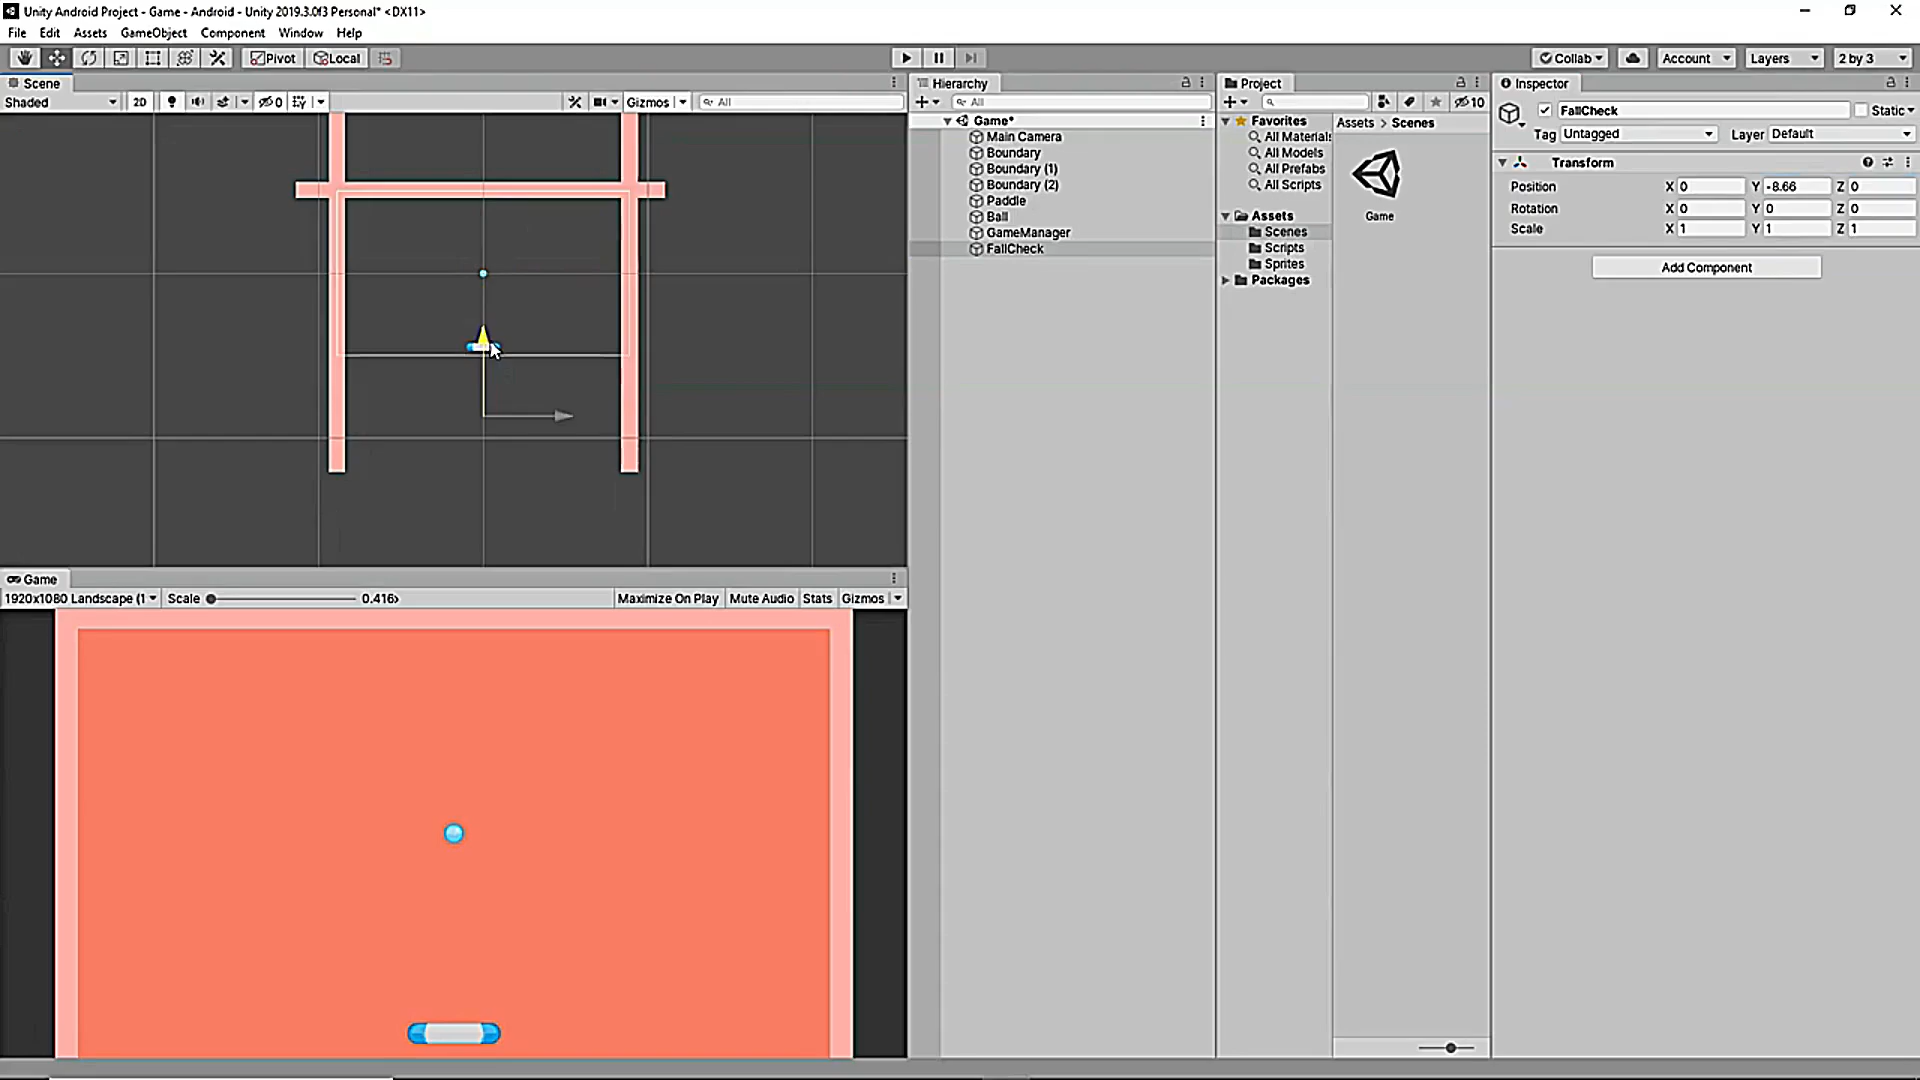 Unity Android Project - Game - Android - Unity 2019.3.0f3 Personal* <DX11>
File Edit Assets GameObject Component Window Help
Pivot Local Collab Account Layers 2 by 3
Scene
Shaded 2D 0 Gizmos All
Hierarchy
All
Game*
Main Camera
Boundary
Boundary (1)
Boundary (2)
Paddle
Ball
GameManager
FallCheck
Project
10
Favorites
All Materials
All Models
All Prefabs
All Scripts
Assets
Scenes
Scripts
Sprites
Packages
Assets > Scenes
Game
Inspector
FallCheck Static
Tag Untagged Layer Default
Transform
Position X 0 Y -8.66 Z 0
Rotation X 0 Y 0 Z 0
Scale X 1 Y 1 Z 1
Add Component
Game
1920x1080 Landscape (1 Scale 0.416x Maximize On Play Mute Audio Stats Gizmos